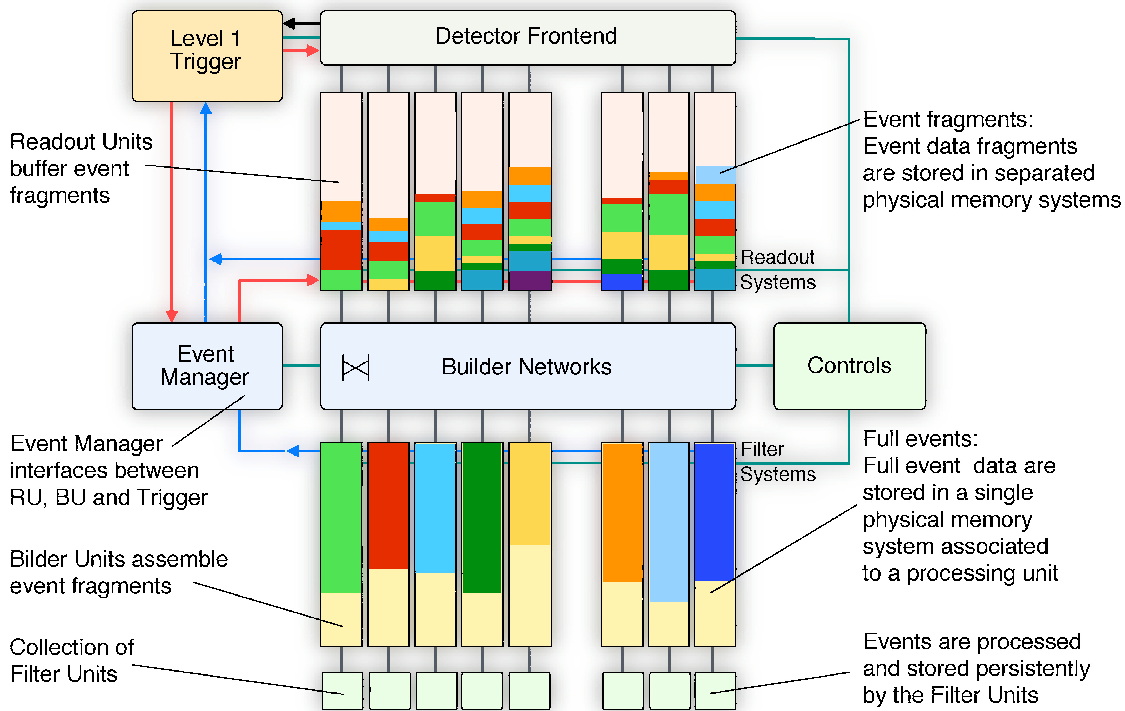 Level 1
Trigger
Detector Frontend
Readout Units
buffer event
fragments
Event fragments:
Event data fragments
are stored in separated
physical memory systems
Readout
Systems
Event
Manager
Builder Networks
Controls
Event Manager
interfaces between
RU, BU and Trigger
Filter
Systems
Full events:
Full event data are
stored in a single
physical memory
system associated
to a processing unit
Bilder Units assemble
event fragments
Collection of
Filter Units
Events are processed
and stored persistently
by the Filter Units